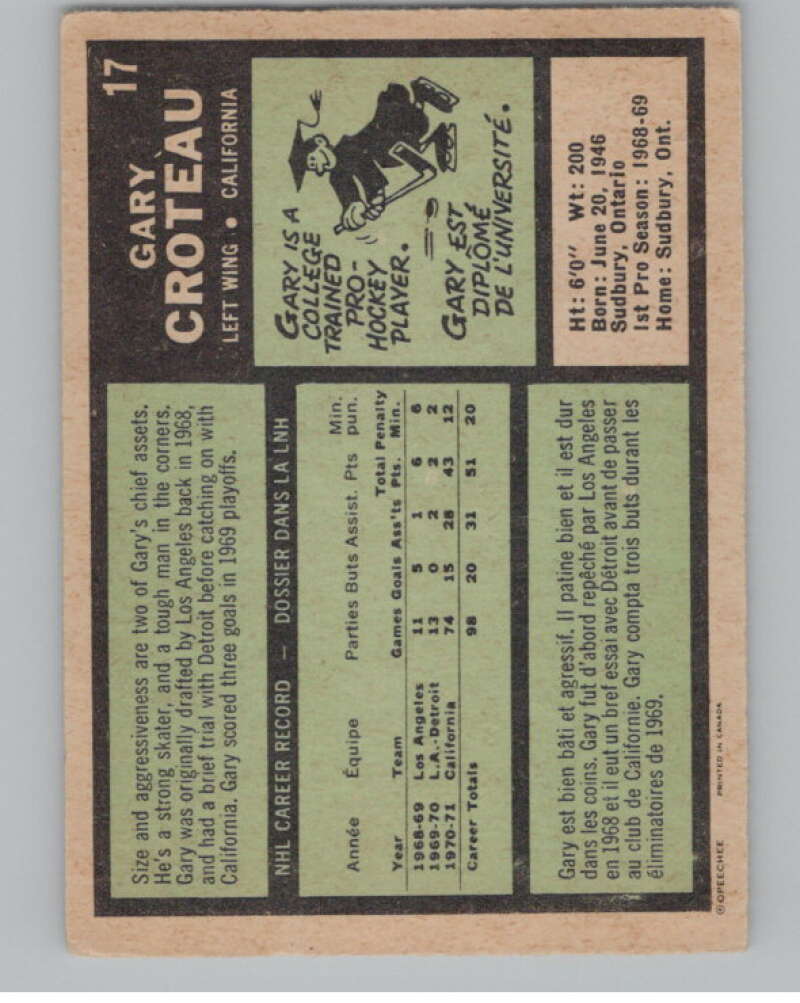 17
GARY
CROTEAU
LEFT WING • CALIFORNIA
Size and aggressiveness are two of Gary's chief assets.
He's a strong skater, and a tough man in the corners.
Gary was originally drafted by Los Angeles back in 1968,
and had a brief trial with Detroit before catching on with
California. Gary scored three goals in 1969 playoffs.
GARY IS A
COLLEGE
TRAINED
PRO-
HOCKEY
PLAYER.
GARY EST
DIPLÔMÉ
DE L'UNIVERSITÉ.
NHL CAREER RECORD — DOSSIER DANS LA LNH
Min.
Année Équipe Parties Buts Assist. Pts pun.
Total Penalty
Year Team Games Goals Ass'ts Pts. Min.
1968-69 Los Angeles 11 5 1 6 6
1969-70 L.A.-Detroit 13 0 2 2 2
1970-71 California 74 15 28 43 12
Career Totals 98 20 31 51 20
Ht: 6'0" Wt: 200
Born: June 20, 1946
Sudbury, Ontario
1st Pro Season: 1968-69
Home: Sudbury, Ont.
Gary est bien bâti et agressif. Il patine bien et il est dur
dans les coins. Gary fut d'abord repêché par Los Angeles
en 1968 et il eut un bref essai avec Détroit avant de passer
au club de Californie. Gary compta trois buts durant les
éliminatoires de 1969.
©OPEECHEE PRINTED IN CANADA